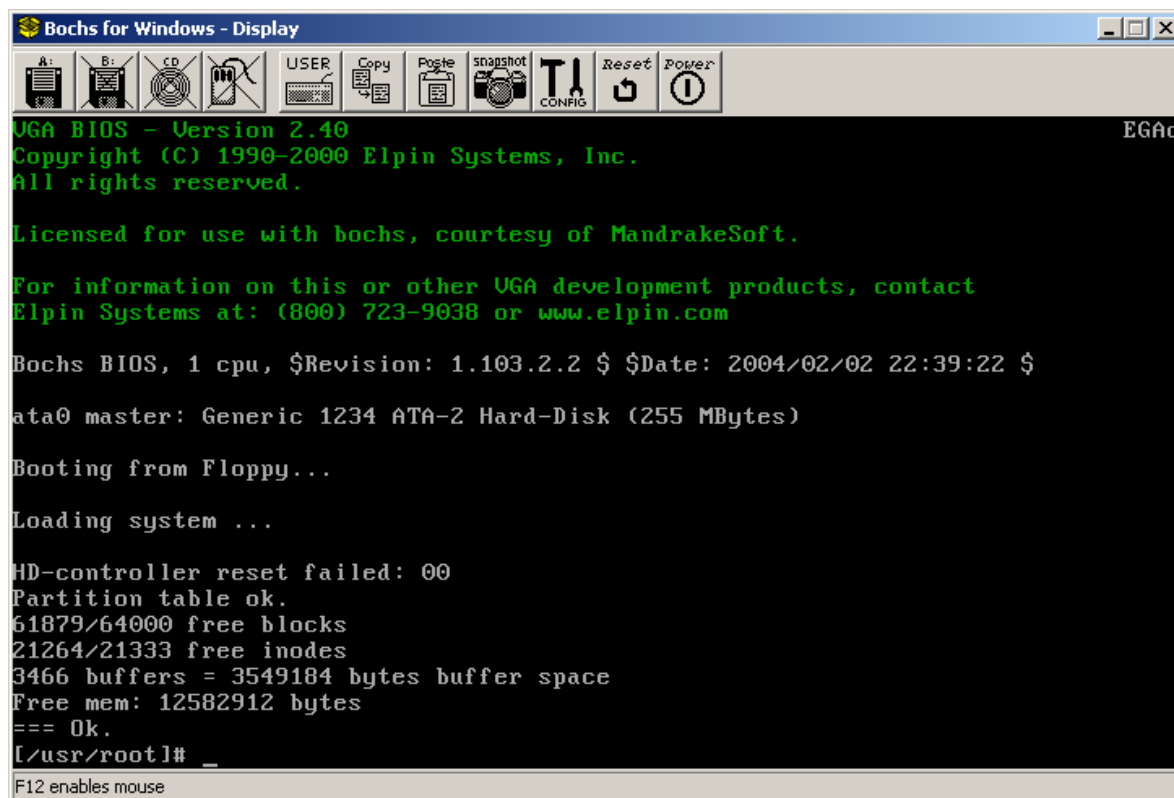 Bochs for Windows - Display
A: B: CD USER Copy Paste snapshot CONFIG Reset Power
VGA BIOS - Version 2.40 EGA
Copyright (C) 1990-2000 Elpin Systems, Inc.
All rights reserved.
Licensed for use with bochs, courtesy of MandrakeSoft.
For information on this or other VGA development products, contact
Elpin Systems at: (800) 723-9038 or www.elpin.com
Bochs BIOS, 1 cpu, $Revision: 1.103.2.2 $ $Date: 2004/02/02 22:39:22 $
ata0 master: Generic 1234 ATA-2 Hard-Disk (255 MBytes)
Booting from Floppy...
Loading system ...
HD-controller reset failed: 00
Partition table ok.
61879/64000 free blocks
21264/21333 free inodes
3466 buffers = 3549184 bytes buffer space
Free mem: 12582912 bytes
=== Ok.
[/usr/root]# _
F12 enables mouse